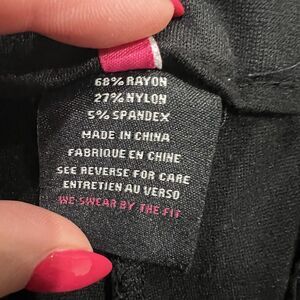 68% RAYON
27% NYLON
5% SPANDEX
MADE IN CHINA
FABRIQUE EN CHINE
SEE REVERSE FOR CARE
ENTRETIEN AU VERSO
WE SWEAR BY THE FIT